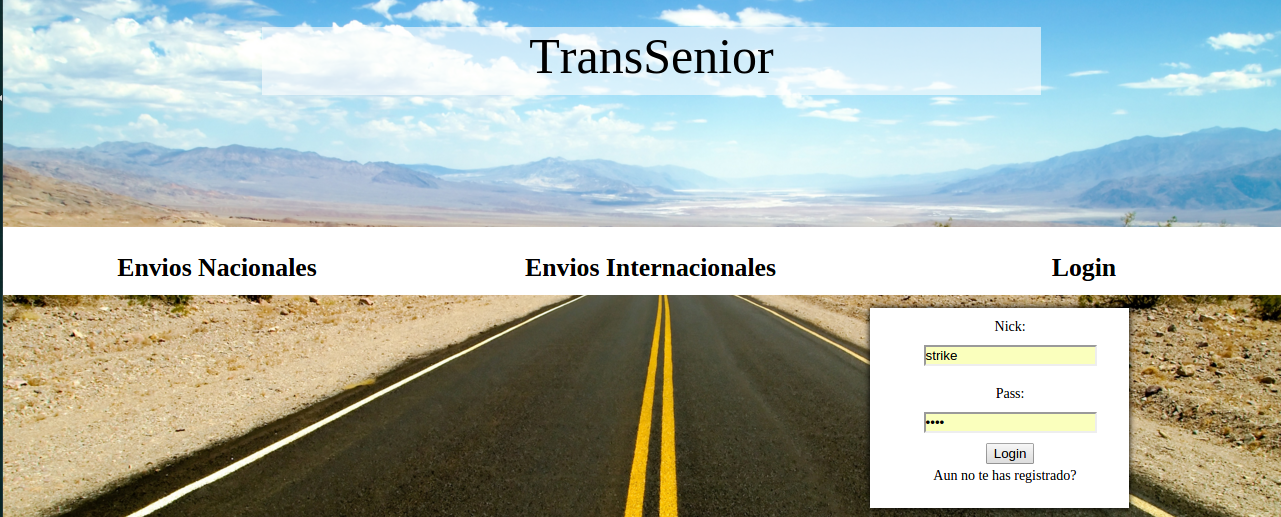 TransSenior
Envios Nacionales
Envios Internacionales
Login
Nick:
strike
Pass:
••••
Login
Aun no te has registrado?